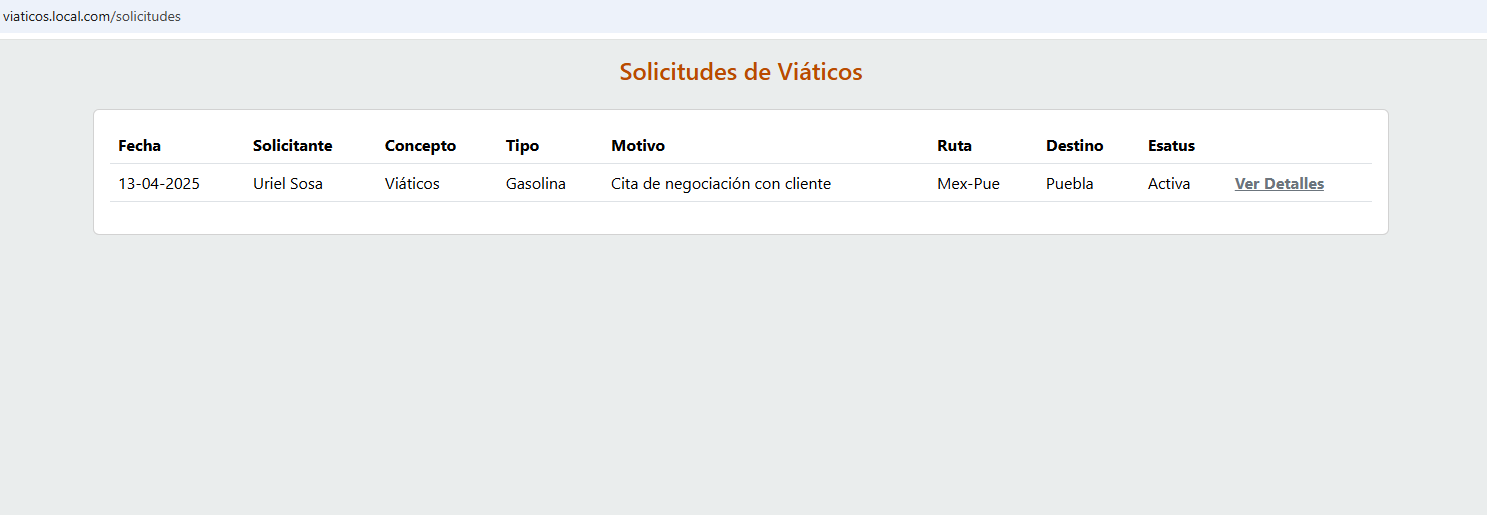 viaticos.local.com/solicitudes
Solicitudes de Viáticos
Fecha Solicitante Concepto Tipo Motivo Ruta Destino Esatus
13-04-2025 Uriel Sosa Viáticos Gasolina Cita de negociación con cliente Mex-Pue Puebla Activa Ver Detalles